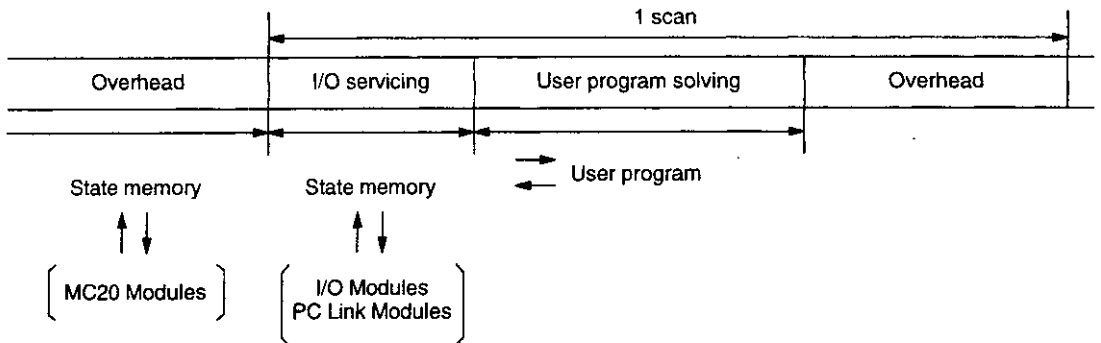 1 scan
Overhead
I/O servicing
User program solving
Overhead
User program
State memory
State memory
MC20 Modules
I/O Modules
PC Link Modules